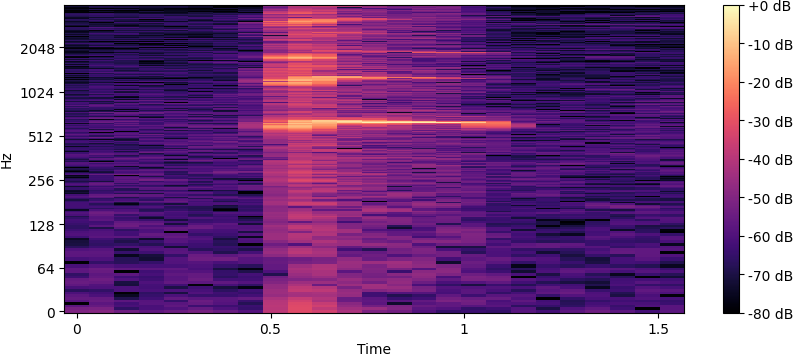 +0 dB
2048
-10 dB
1024
-20 dB
512
-30 dB
Hz
256
-40 dB
128
-50 dB
64
-60 dB
0
-70 dB
-80 dB
0 0.5 1 1.5
Time